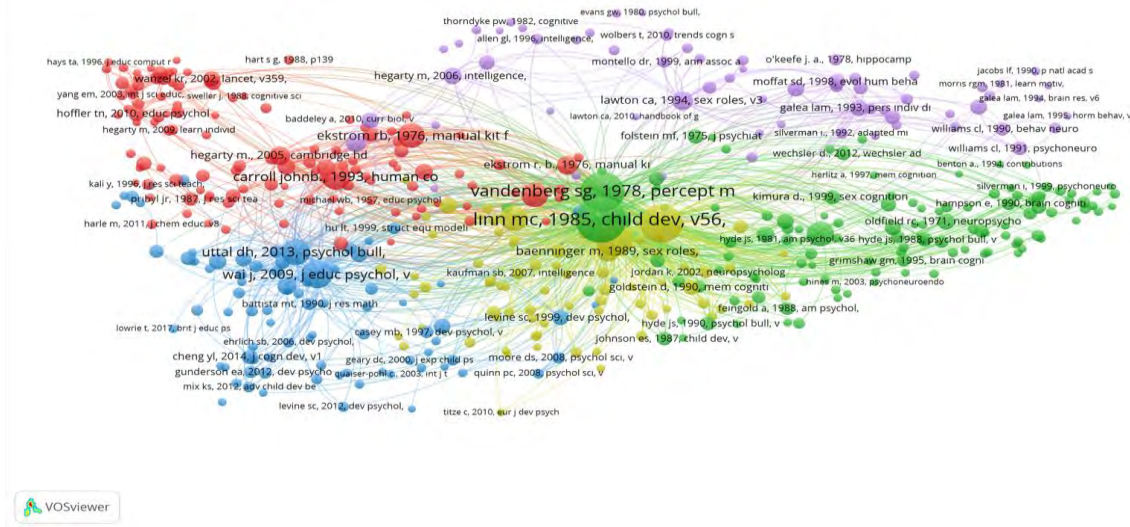 evans gw, 1980, psychol bull,
thorndyke pw, 1982, cognitive
allen gl, 1996, intelligence,
wolbers t, 2010, trends cogn s
hays ta, 1996, j educ comput r
hart s g, 1988, p139
montello dr, 1999, ann assoc a
o'keefe j. a., 1978, hippocamp
jacobs lf, 1990, p natl acad s
wangel kr, 2002, lancet, v359,
hegarty m, 2006, intelligence,
moffat sd, 1998, evol hum beha
morris rgm, 1981, learn motiv,
yang em, 2003, int j sci educ,
sweller j, 1988, cognitive sci
lawton ca, 1994, sex roles, v3
galea lam, 1993, pers indiv di
galea lam, 1994, brain res, v6
hoffler tn, 2010, educ psychol
baddeley a, 2010, curr biol, v
lawton ca, 2010, handbook of g
galea lam, 1995, horm behav, v
hegarty m, 2009, learn individ
ekstrom rb, 1976, manual kit f
folstein mf, 1975, j psychiat
silverman i., 1992, adapted mi
williams cl, 1990, behav neuro
hegarty m., 2005, cambridge hd
ekstrom r. b., 1976, manual ki
wechsler d., 2012, wechsler ad
williams cl, 1991, psychoneuro
benton a., 1994, contributions
carroll johnb., 1993, human co
kali y, 1996, j res sci teach,
vandenberg sg, 1978, percept m
herlitz a, 1997, mem cognition
silverman i, 1999, psychoneuro
pribyl jr, 1987, j res sci tea
michael wb, 1957, educ psychol
kimura d., 1999, sex cognition
hampson e, 1990, brain cogni
harle m, 2011, j chem educ, v8
hu lt, 1999, struct equ modeli
linn mc, 1985, child dev, v56,
oldfield rc, 1971, neuropsycho
uttal dh, 2013, psychol bull,
baenninger m, 1989, sex roles,
hyde js, 1981, am psychol, v36
hyde js, 1988, psychol bull, v
grimshaw gm, 1995, brain cogni
wai j, 2009, j educ psychol, v
kaufman sb, 2007, intelligence
jordan k, 2002, neuropsycholog
goldstein d, 1990, mem cogniti
hines m, 2003, psychoneuroendo
battista mt, 1990, j res math
levine sc, 1999, dev psychol,
feingold a, 1988, am psychol,
lowrie t, 2017, brit j educ ps
casey mb, 1997, dev psychol, v
hyde js, 1990, psychol bull, v
ehrlich sb, 2006, dev psychol,
johnson es, 1987, child dev, v
cheng yl, 2014, j cogn dev, v1
geary dc, 2000, j exp child ps
moore ds, 2008, psychol sci, v
gunderson ea, 2012, dev psycho
quaiser-pohl c, 2003, int j t
quinn pc, 2008, psychol sci, v
mix ks, 2012, adv child dev be
levine sc, 2012, dev psychol,
titze c, 2010, eur j dev psych
VOSviewer